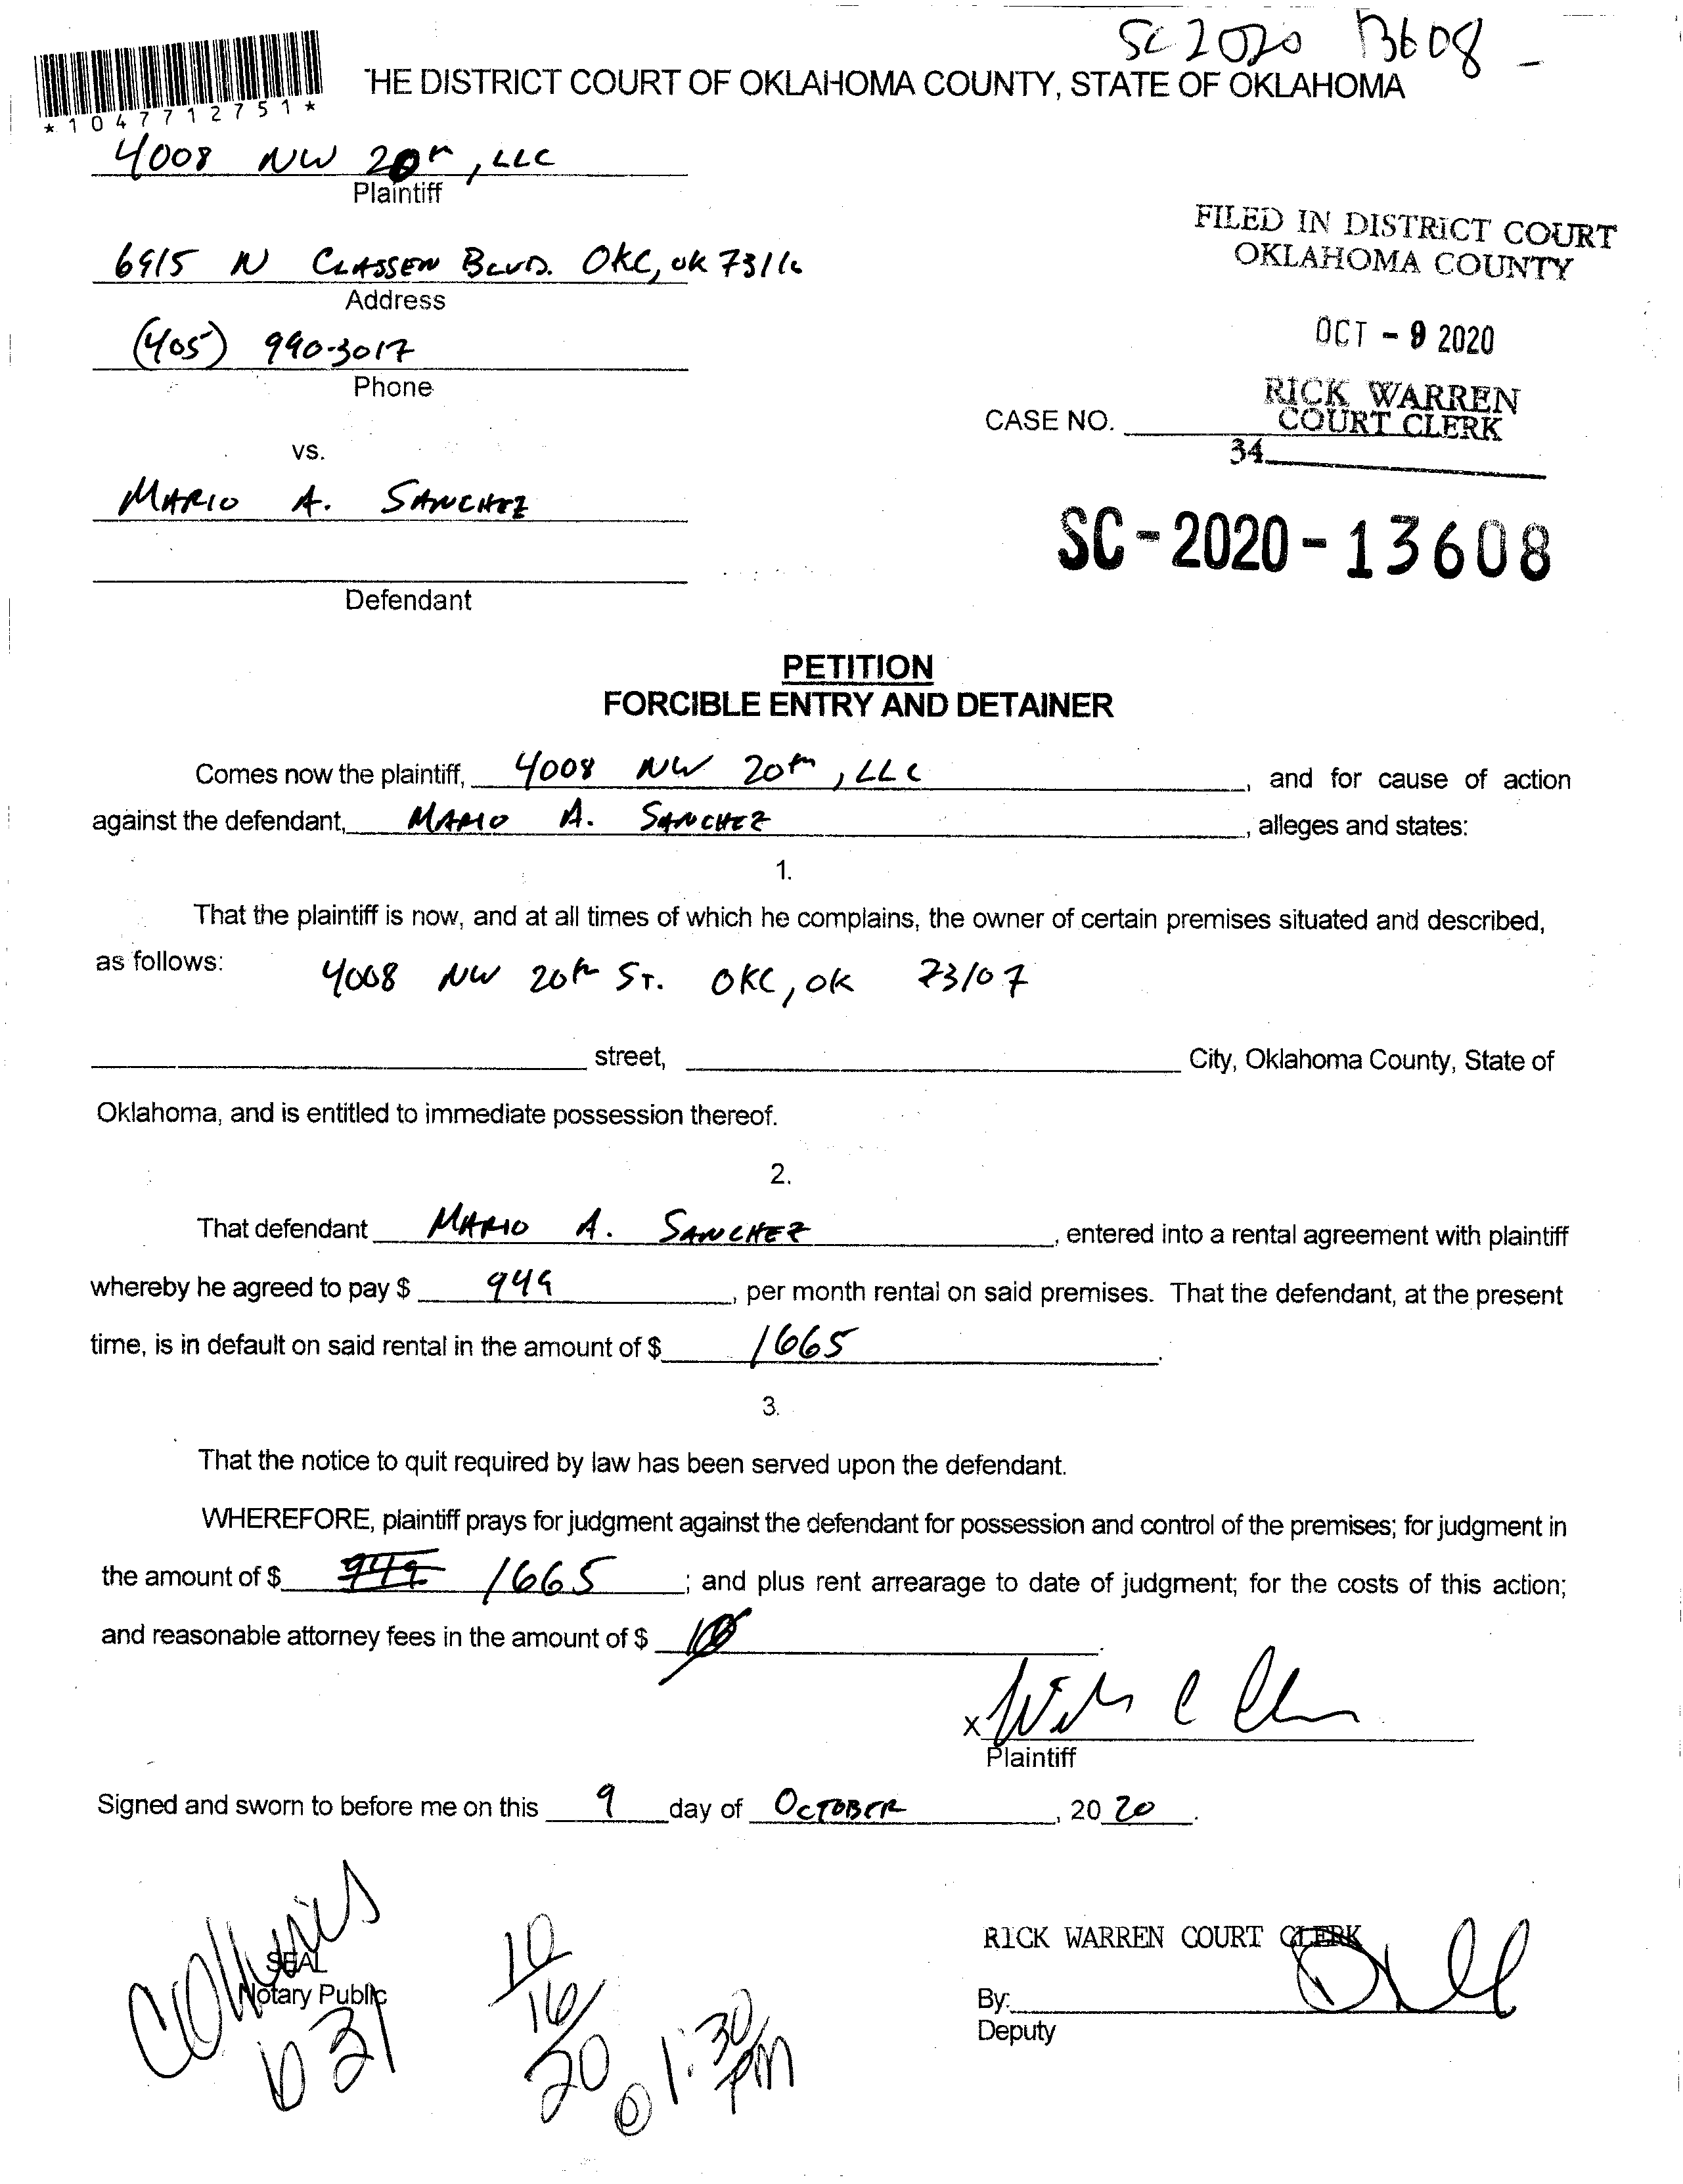 SC 2020 13608 -
*1047712751*
THE DISTRICT COURT OF OKLAHOMA COUNTY, STATE OF OKLAHOMA
4008 NW 20th, LLC
Plaintiff
6915 N CLASSEN BLVD. OKC, OK 73116
Address
(405) 990-3017
Phone
vs.
MARIO A. SANCHEZ
Defendant
FILED IN DISTRICT COURT
OKLAHOMA COUNTY
OCT - 9 2020
RICK WARREN
COURT CLERK
CASE NO.
34
SC-2020-13608
PETITION
FORCIBLE ENTRY AND DETAINER
Comes now the plaintiff, 4008 NW 20th, LLC, and for cause of action
against the defendant, MARIO A. SANCHEZ, alleges and states:
1.
That the plaintiff is now, and at all times of which he complains, the owner of certain premises situated and described,
as follows: 4008 NW 20th ST. OKC, OK 73107
street, City, Oklahoma County, State of
Oklahoma, and is entitled to immediate possession thereof.
2.
That defendant MARIO A. SANCHEZ, entered into a rental agreement with plaintiff
whereby he agreed to pay $ 949, per month rental on said premises. That the defendant, at the present
time, is in default on said rental in the amount of $ 1665.
3.
That the notice to quit required by law has been served upon the defendant.
WHEREFORE, plaintiff prays for judgment against the defendant for possession and control of the premises; for judgment in
the amount of $ 949 1665; and plus rent arrearage to date of judgment; for the costs of this action;
and reasonable attorney fees in the amount of $.
X
Plaintiff
Signed and sworn to before me on this 9 day of OCTOBER, 20 20.
SEAL
Notary Public
10/16/20 @ 1:30 PM
RICK WARREN COURT CLERK
By:
Deputy